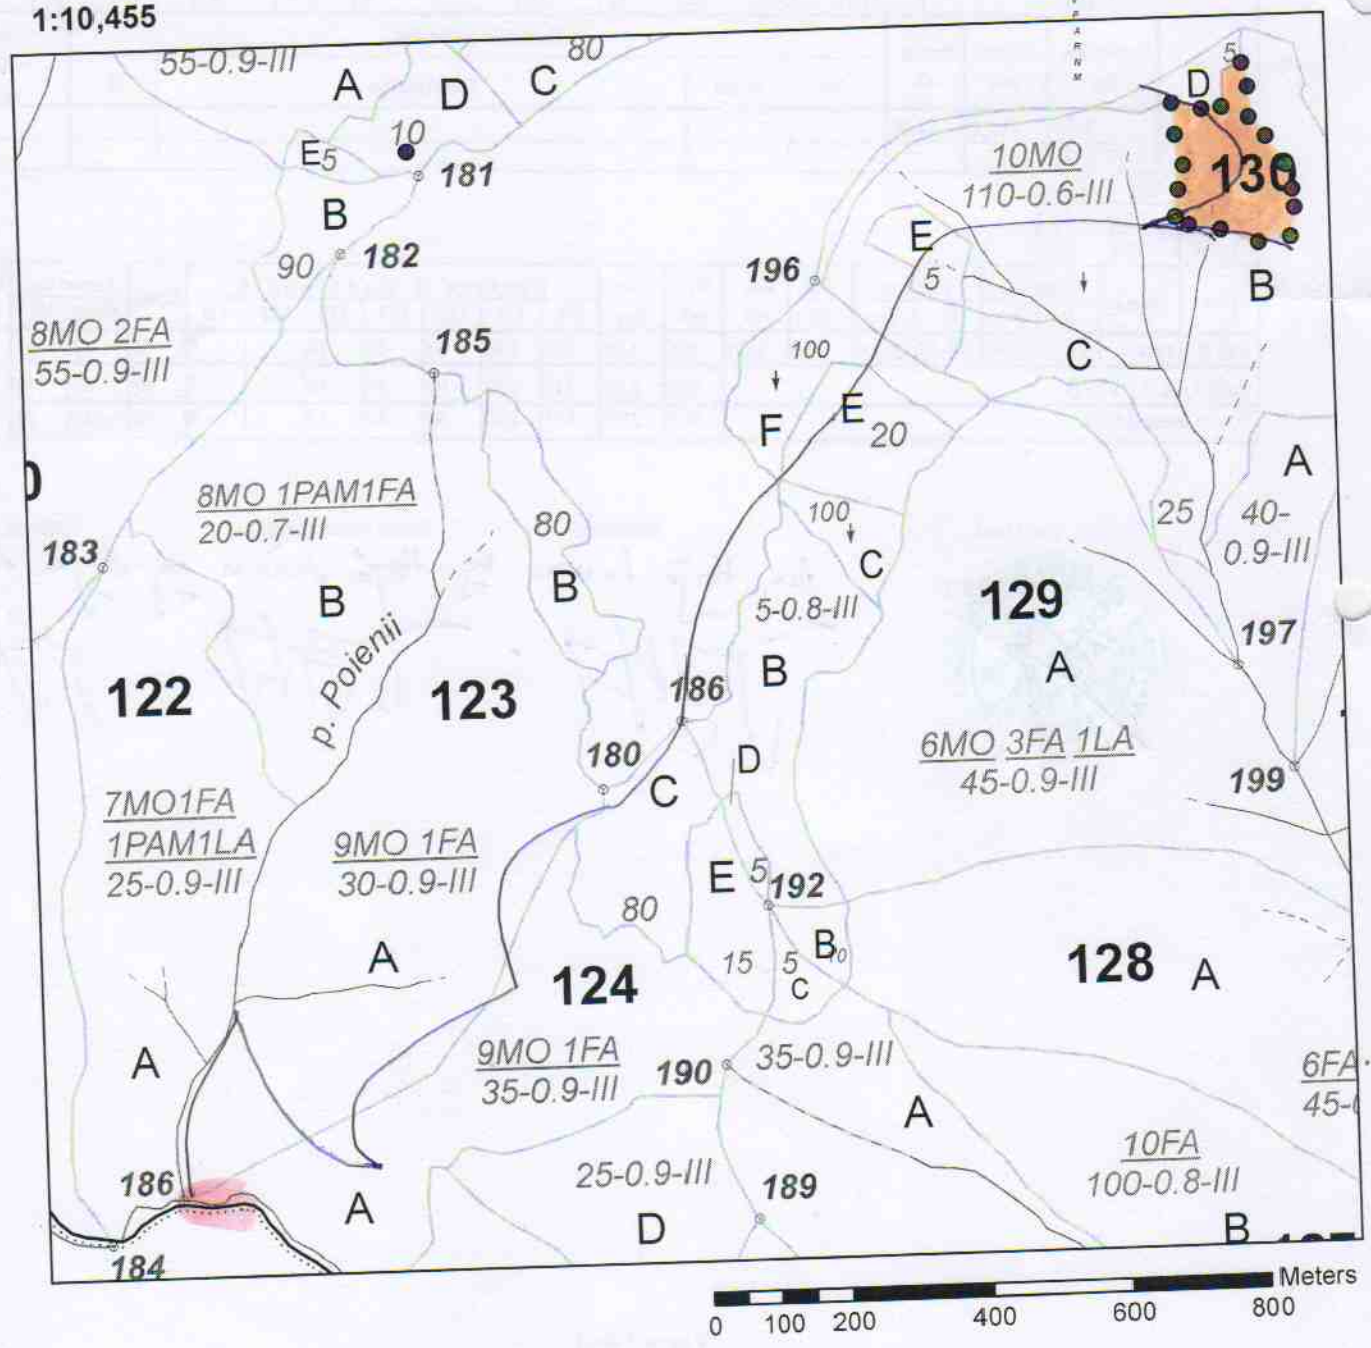 1:10,455
P
A
R
N
M
55-0.9-III
80
A
D
C
10
E5
181
B
182
90
8MO 2FA
55-0.9-III
185
8MO 1PAM1FA
20-0.7-III
183
80
B
B
p. Poienii
122
123
7MO1FA
1PAM1LA
25-0.9-III
9MO 1FA
30-0.9-III
A
A
186
184
A
5
D
130
10MO
110-0.6-III
E
5
B
196
C
100
F
E
20
A
100
C
25
40-
0.9-III
5-0.8-III
129
197
B
A
186
180
D
C
6MO 3FA 1LA
45-0.9-III
199
E
5
192
80
B
10
15
5
C
124
128
A
9MO 1FA
35-0.9-III
190
35-0.9-III
6FA
45-
A
10FA
100-0.8-III
25-0.9-III
189
D
B
Meters
0 100 200 400 600 800